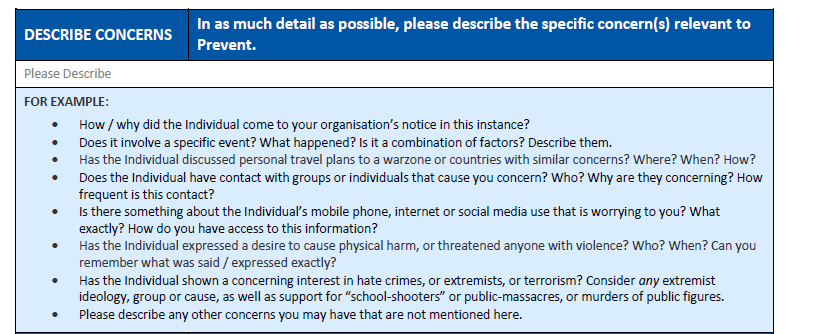 DESCRIBE CONCERNS
In as much detail as possible, please describe the specific concern(s) relevant to
Prevent.
Please Describe
FOR EXAMPLE:
• How / why did the Individual come to your organisation’s notice in this instance?
• Does it involve a specific event? What happened? Is it a combination of factors? Describe them.
• Has the Individual discussed personal travel plans to a warzone or countries with similar concerns? Where? When? How?
• Does the Individual have contact with groups or individuals that cause you concern? Who? Why are they concerning? How
frequent is this contact?
• Is there something about the Individual’s mobile phone, internet or social media use that is worrying to you? What
exactly? How do you have access to this information?
• Has the Individual expressed a desire to cause physical harm, or threatened anyone with violence? Who? When? Can you
remember what was said / expressed exactly?
• Has the Individual shown a concerning interest in hate crimes, or extremists, or terrorism? Consider any extremist
ideology, group or cause, as well as support for “school-shooters” or public-massacres, or murders of public figures.
• Please describe any other concerns you may have that are not mentioned here.